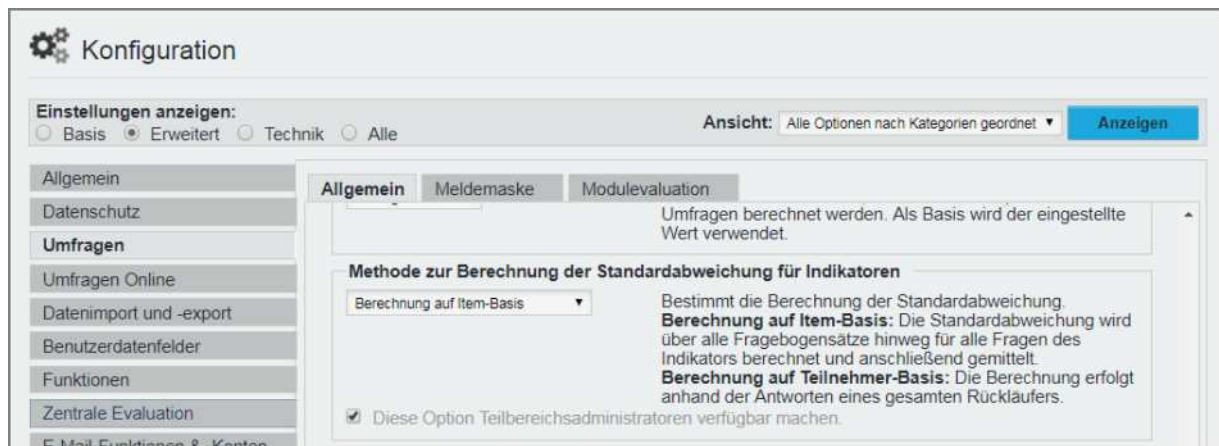 Konfiguration
Einstellungen anzeigen:
Basis Erweitert Technik Alle
Ansicht: Alle Optionen nach Kategorien geordnet Anzeigen
Allgemein
Datenschutz
Umfragen
Umfragen Online
Datenimport und -export
Benutzerdatenfelder
Funktionen
Zentrale Evaluation
E-Mail-Funktionen & -Konten
Allgemein Meldemaske Modulevaluation
Umfragen berechnet werden. Als Basis wird der eingestellte
Wert verwendet.
Methode zur Berechnung der Standardabweichung für Indikatoren
Berechnung auf Item-Basis
Bestimmt die Berechnung der Standardabweichung.
Berechnung auf Item-Basis: Die Standardabweichung wird
über alle Fragebogensätze hinweg für alle Fragen des
Indikators berechnet und anschließend gemittelt.
Berechnung auf Teilnehmer-Basis: Die Berechnung erfolgt
anhand der Antworten eines gesamten Rückläufers.
Diese Option Teilbereichsadministratoren verfügbar machen.